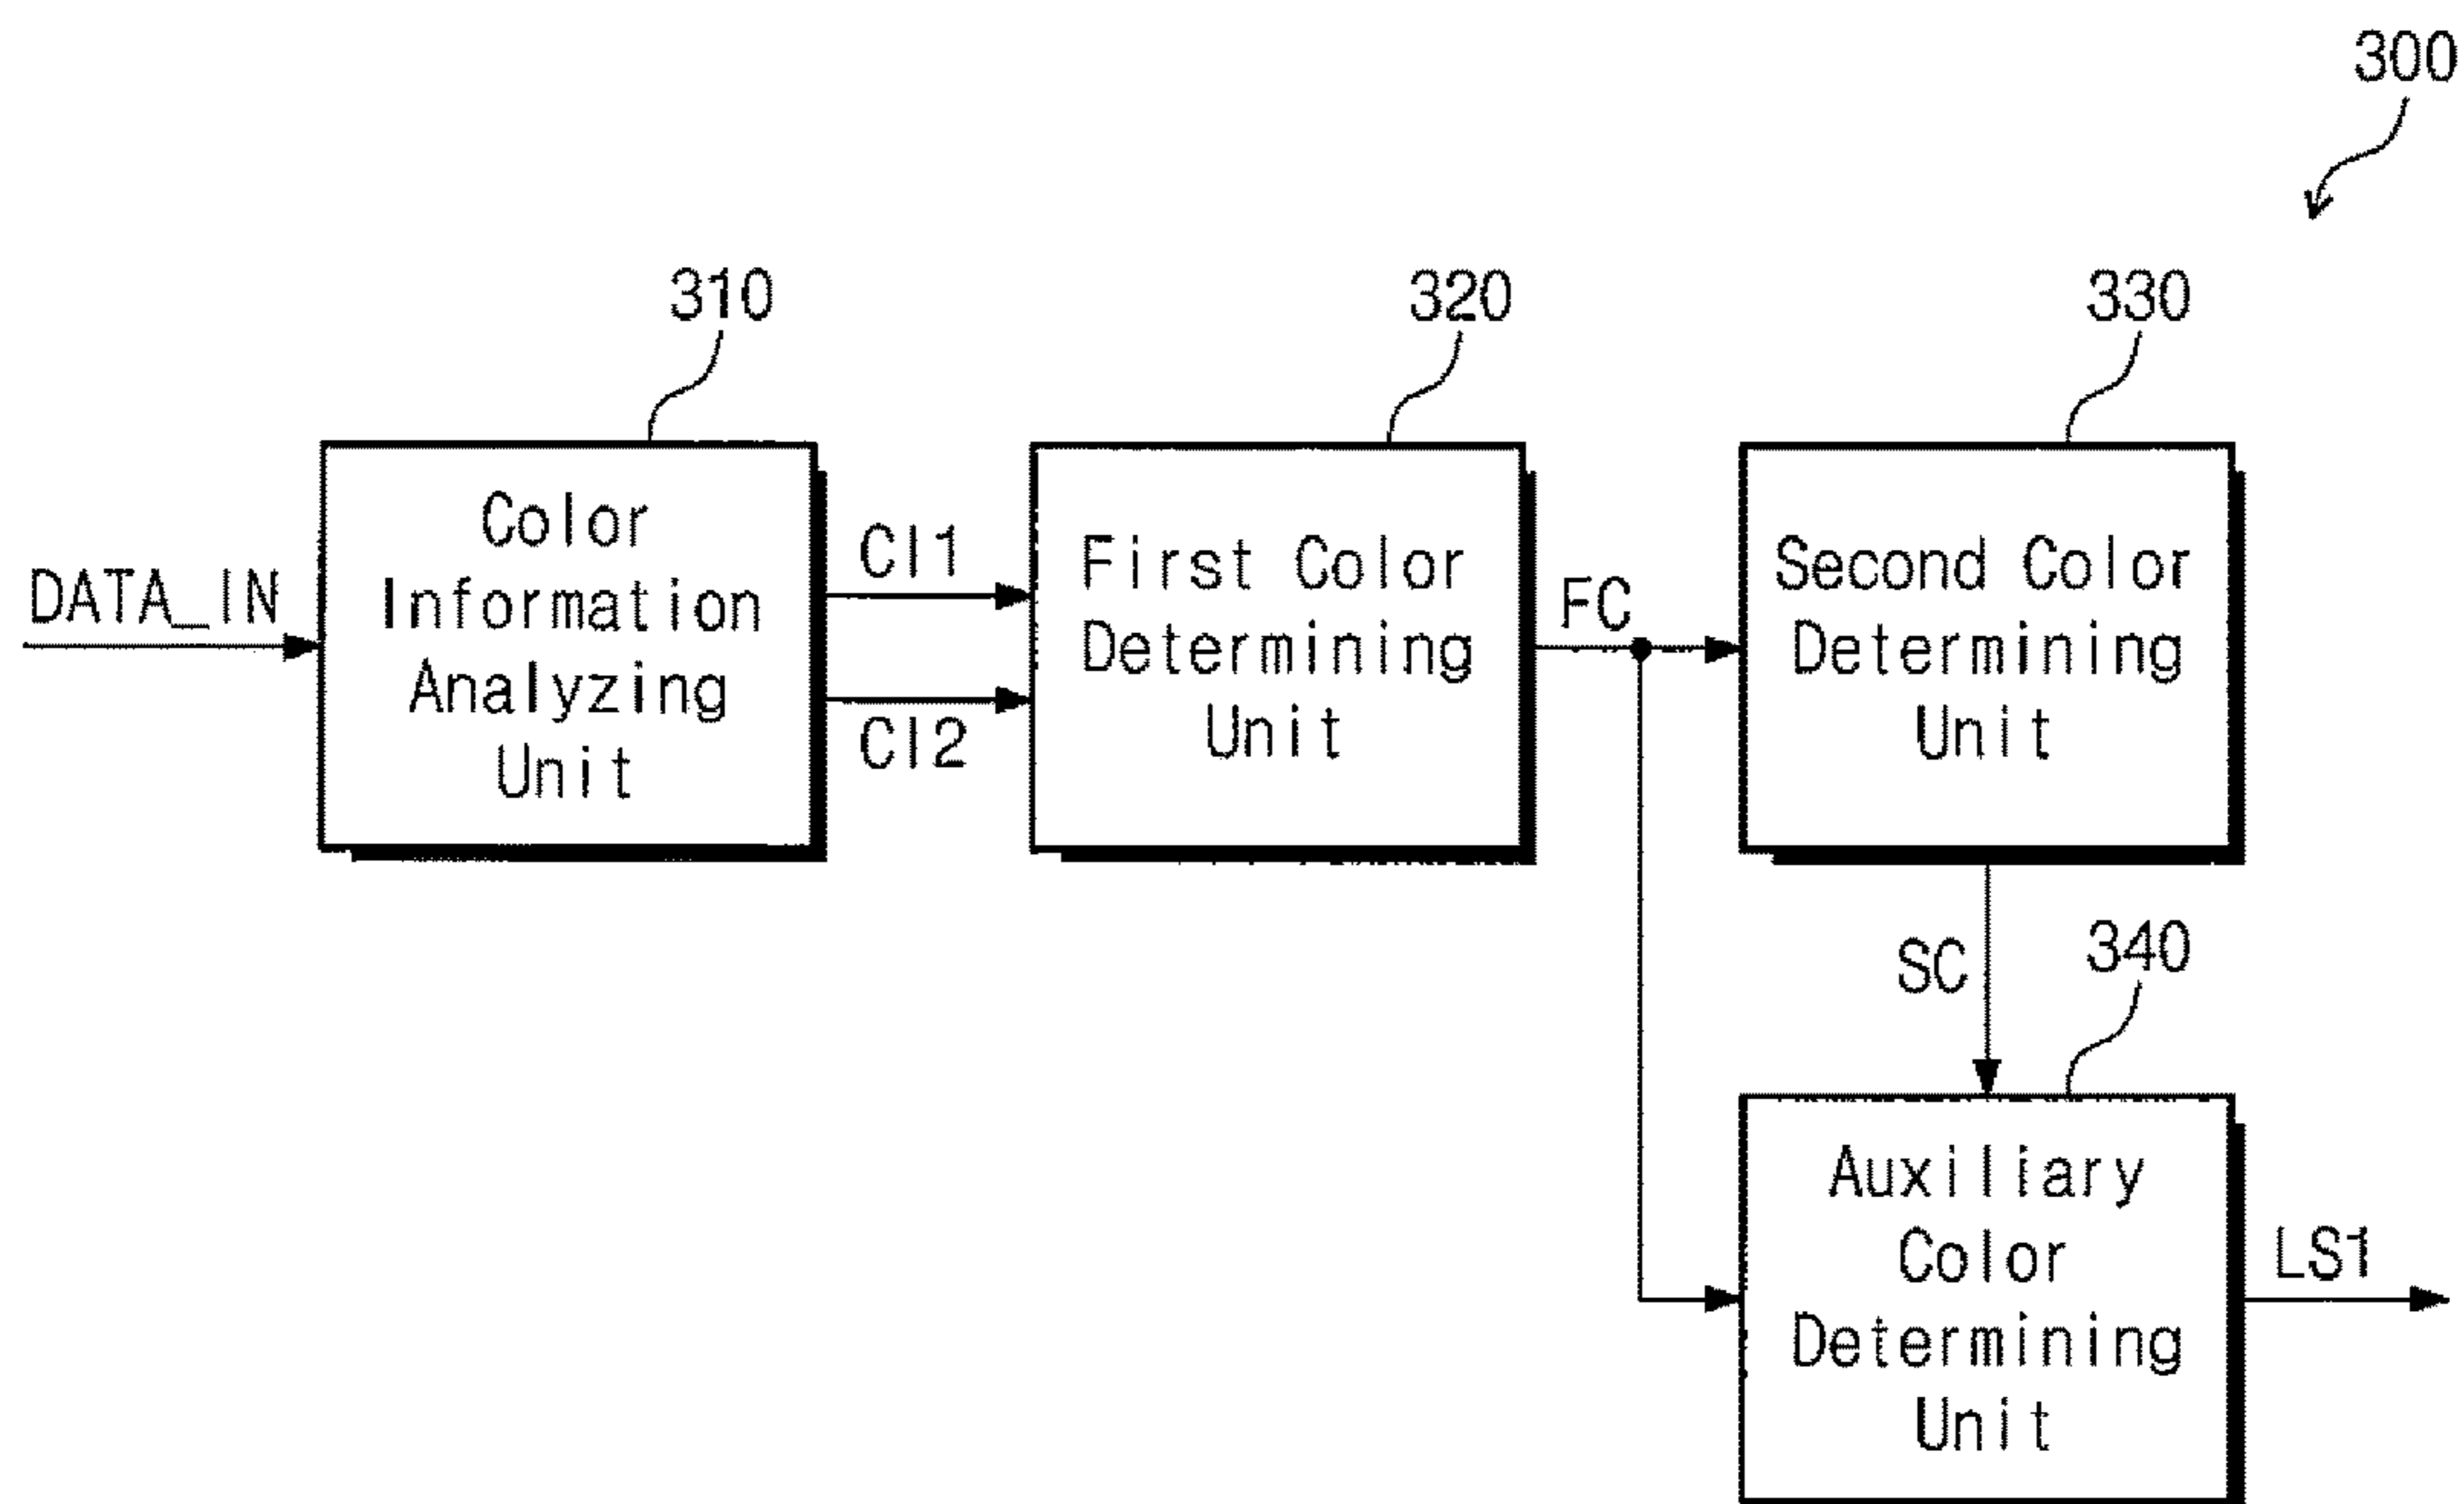 300
310
320
330
DATA_IN
Color
Information
Analyzing
Unit
CI1
CI2
First Color
Determining
Unit
FC
Second Color
Determining
Unit
SC
340
Auxiliary
Color
Determining
Unit
LS1